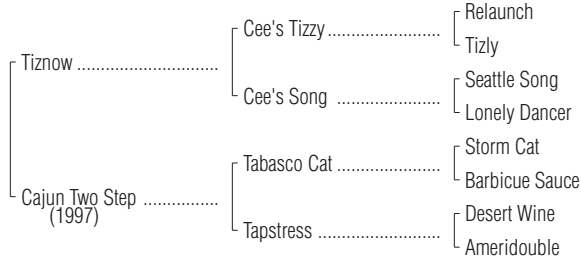 Relaunch
Cee's Tizzy ........................
Tizly
Tiznow ..............................
Seattle Song
Cee's Song ......................
Lonely Dancer
Storm Cat
Tabasco Cat ......................
Barbicue Sauce
Cajun Two Step ................
(1997)
Desert Wine
Tapstress ..........................
Ameridouble